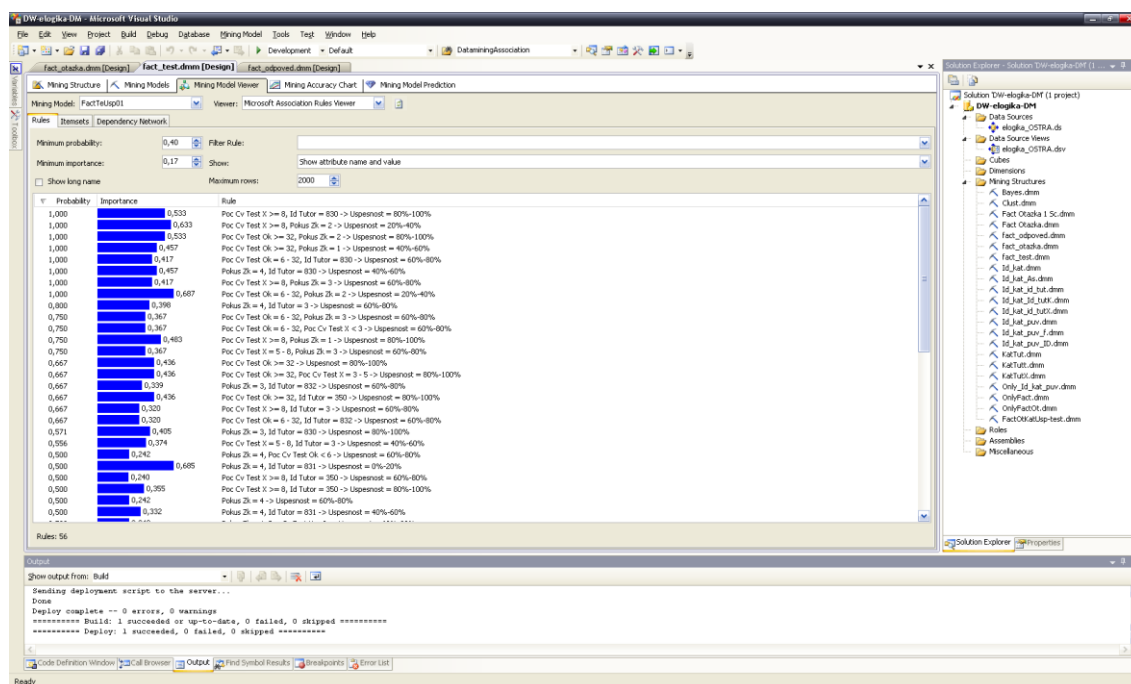 DW-elogika-DM - Microsoft Visual Studio
File Edit View Project Build Debug Database Mining Model Tools Test Window Help
Development Default DataminingAssociation
fact_otazka.dmm [Design] fact_test.dmm [Design] fact_odpoved.dmm [Design]
Mining Structure Mining Models Mining Model Viewer Mining Accuracy Chart Mining Model Prediction
Mining Model: FactTeUsp01 Viewer: Microsoft Association Rules Viewer
Rules Itemsets Dependency Network
Minimum probability: 0,40 Filter Rule:
Minimum importance: 0,17 Show: Show attribute name and value
Show long name Maximum rows: 2000
Probability Importance Rule
1,000 0,533 Poc Cv Test X >= 8, Id Tutor = 830 -> Uspesnost = 80%-100%
1,000 0,633 Poc Cv Test X >= 8, Pokus Zk = 2 -> Uspesnost = 20%-40%
1,000 0,533 Poc Cv Test Ok >= 32, Pokus Zk = 2 -> Uspesnost = 80%-100%
1,000 0,457 Poc Cv Test Ok >= 32, Pokus Zk = 1 -> Uspesnost = 40%-60%
1,000 0,417 Poc Cv Test Ok = 6 - 32, Id Tutor = 830 -> Uspesnost = 60%-80%
1,000 0,457 Pokus Zk = 4, Id Tutor = 830 -> Uspesnost = 40%-60%
1,000 0,417 Poc Cv Test X >= 8, Pokus Zk = 3 -> Uspesnost = 60%-80%
1,000 0,687 Poc Cv Test Ok = 6 - 32, Pokus Zk = 2 -> Uspesnost = 20%-40%
0,800 0,398 Pokus Zk = 4, Id Tutor = 3 -> Uspesnost = 60%-80%
0,750 0,367 Poc Cv Test Ok = 6 - 32, Pokus Zk = 3 -> Uspesnost = 60%-80%
0,750 0,367 Poc Cv Test Ok = 6 - 32, Poc Cv Test X < 3 -> Uspesnost = 60%-80%
0,750 0,483 Poc Cv Test X >= 8, Pokus Zk = 1 -> Uspesnost = 80%-100%
0,750 0,367 Poc Cv Test X = 5 - 8, Pokus Zk = 3 -> Uspesnost = 60%-80%
0,667 0,436 Poc Cv Test Ok >= 32 -> Uspesnost = 80%-100%
0,667 0,436 Poc Cv Test Ok >= 32, Poc Cv Test X = 3 - 5 -> Uspesnost = 80%-100%
0,667 0,339 Pokus Zk = 3, Id Tutor = 832 -> Uspesnost = 60%-80%
0,667 0,436 Poc Cv Test Ok >= 32, Id Tutor = 350 -> Uspesnost = 80%-100%
0,667 0,320 Poc Cv Test X >= 8, Id Tutor = 3 -> Uspesnost = 60%-80%
0,667 0,320 Poc Cv Test Ok = 6 - 32, Id Tutor = 832 -> Uspesnost = 60%-80%
0,571 0,405 Pokus Zk = 3, Id Tutor = 830 -> Uspesnost = 80%-100%
0,556 0,374 Poc Cv Test X = 5 - 8, Id Tutor = 3 -> Uspesnost = 40%-60%
0,500 0,242 Pokus Zk = 4, Poc Cv Test Ok < 6 -> Uspesnost = 60%-80%
0,500 0,685 Pokus Zk = 4, Id Tutor = 831 -> Uspesnost = 0%-20%
0,500 0,240 Poc Cv Test X >= 8, Id Tutor = 350 -> Uspesnost = 60%-80%
0,500 0,355 Poc Cv Test X >= 8, Id Tutor = 350 -> Uspesnost = 80%-100%
0,500 0,242 Pokus Zk = 4 -> Uspesnost = 60%-80%
0,500 0,332 Pokus Zk = 4, Id Tutor = 831 -> Uspesnost = 40%-60%
Rules: 56
Variables
Toolbox
Solution Explorer - Solution 'DW-elogika-DM' (1 ...
Solution 'DW-elogika-DM' (1 project)
DW-elogika-DM
Data Sources
elogika_OSTRA.ds
Data Source Views
elogika_OSTRA.dsv
Cubes
Dimensions
Mining Structures
Bayes.dmm
Clust.dmm
Fact Otazka 1 Sc.dmm
Fact Otazka.dmm
fact_odpoved.dmm
fact_otazka.dmm
fact_test.dmm
Id_kat.dmm
Id_kat_As.dmm
Id_kat_id_tut.dmm
Id_kat_Id_tutK.dmm
Id_kat_id_tutX.dmm
Id_kat_puv.dmm
Id_kat_puv_f.dmm
Id_kat_puv_ID.dmm
KatTut.dmm
KatTutt.dmm
KatTutX.dmm
Only_Id_kat_puv.dmm
OnlyFact.dmm
OnlyFactOt.dmm
FactOtKatUsp-test.dmm
Roles
Assemblies
Miscellaneous
Solution Explorer Properties
Output
Show output from: Build
Sending deployment script to the server...
Done
Deploy complete -- 0 errors, 0 warnings
========== Build: 1 succeeded or up-to-date, 0 failed, 0 skipped ==========
========== Deploy: 1 succeeded, 0 failed, 0 skipped ==========
Code Definition Window Call Browser Output Find Symbol Results Breakpoints Error List
Ready